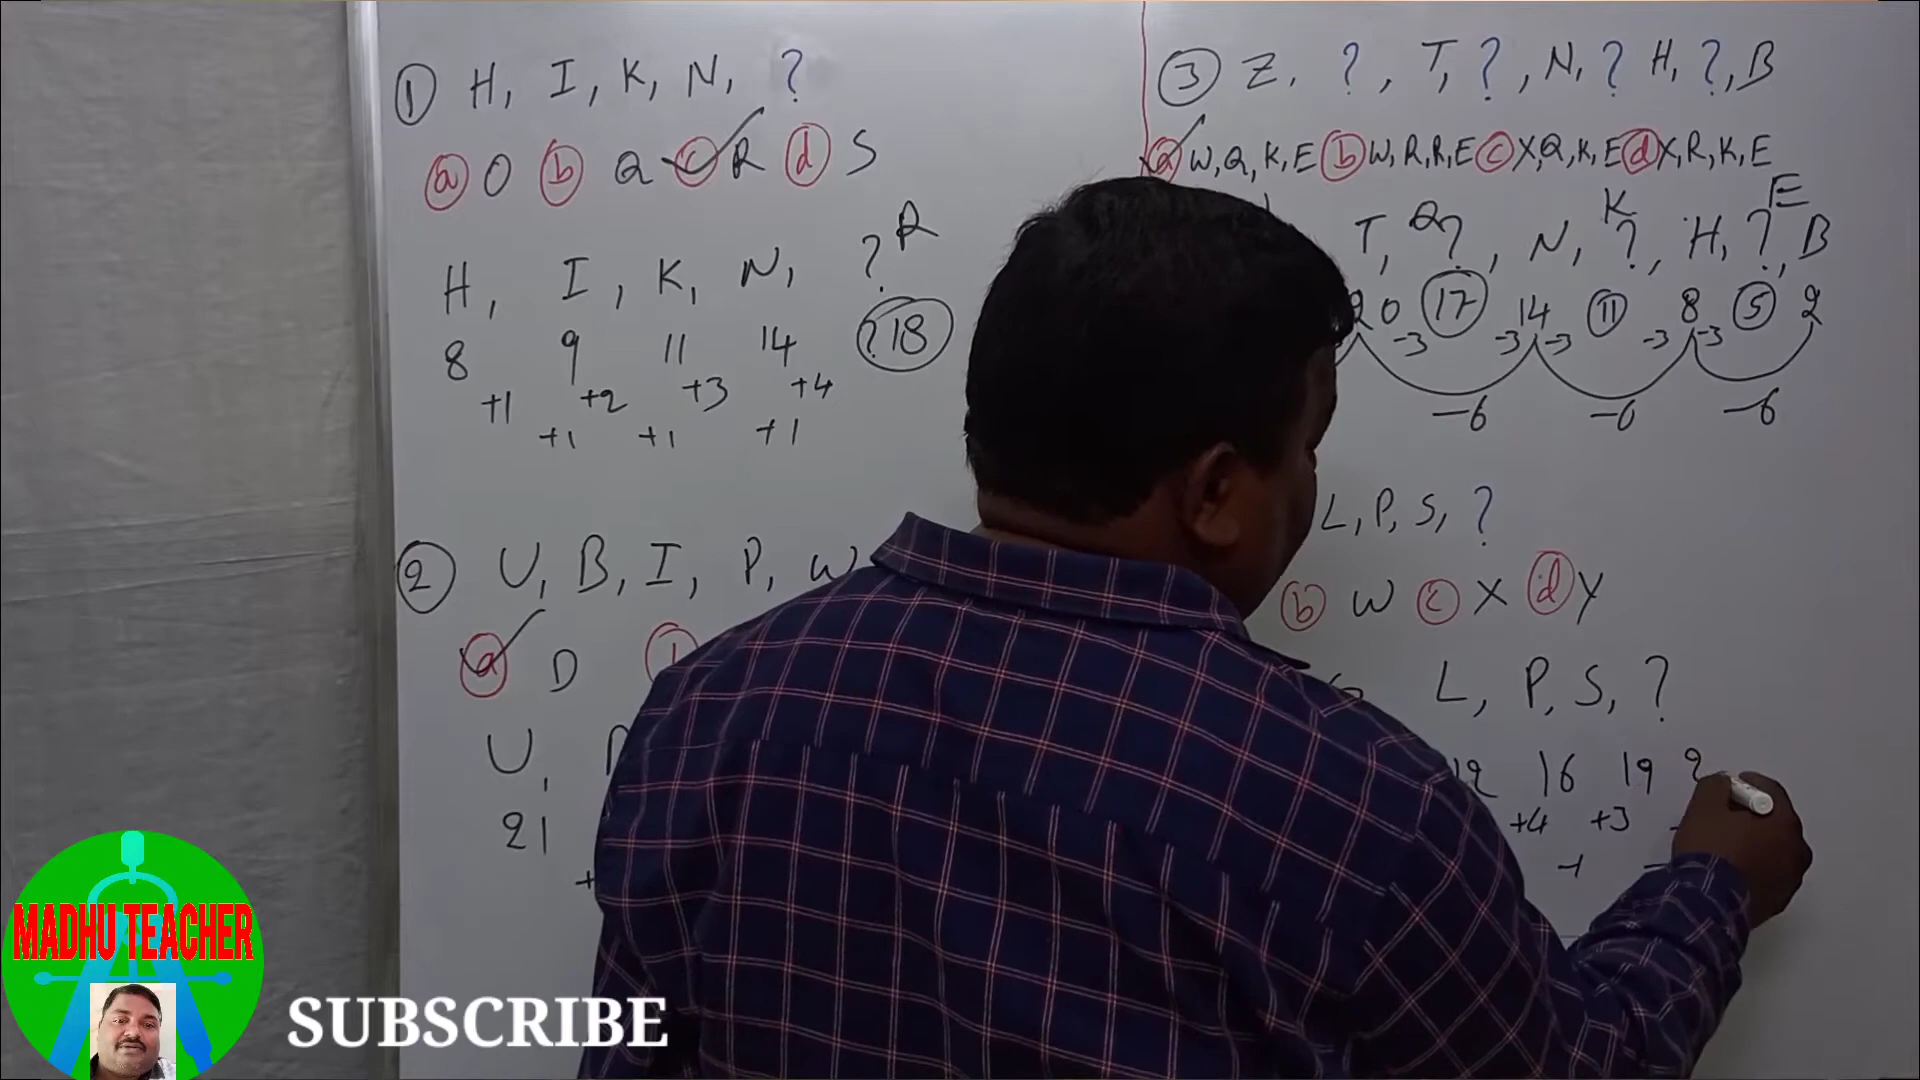 ① H, I, K, N, ?
ⓐ O ⓑ Q ⓒ R ⓓ S
R
H, I, K, N, ?
8 9 11 14 ?18
+1 +2 +3 +4
+1 +1 +1
② U, B, I, P, W
ⓐ D
U,
21
+
③ Z, ?, T, ?, N, ? H, ?, B
ⓐ W, Q, K, E ⓑ W, R, R, E ⓒ X, Q, K, E ⓓ X, R, K, E
Q K E
T, ?, N, ?, H, ?, B
20 17 14 11 8 5 2
-3 -3 -3 -3 -3
-6 -6 -6
L, P, S, ?
ⓑ W ⓒ X ⓓ Y
L, P, S, ?
12 16 19 2
+4 +3
-1
MADHU TEACHER
SUBSCRIBE